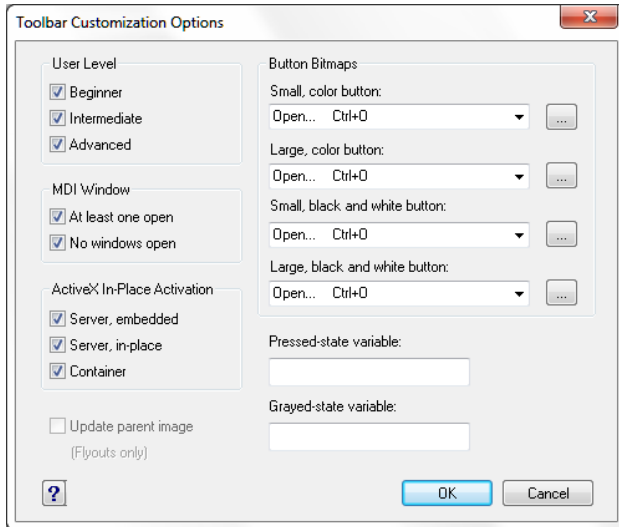 Toolbar Customization Options
User Level
Beginner
Intermediate
Advanced
MDI Window
At least one open
No windows open
ActiveX In-Place Activation
Server, embedded
Server, in-place
Container
Update parent image
(Flyouts only)
Button Bitmaps
Small, color button:
Open... Ctrl+O
...
Large, color button:
Open... Ctrl+O
...
Small, black and white button:
Open... Ctrl+O
...
Large, black and white button:
Open... Ctrl+O
...
Pressed-state variable:
Grayed-state variable:
?
OK
Cancel